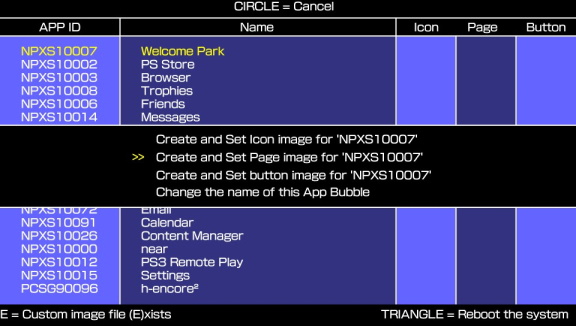 CIRCLE = Cancel
APP ID Name Icon Page Button
NPXS10007 Welcome Park
NPXS10002 PS Store
NPXS10003 Browser
NPXS10008 Trophies
NPXS10006 Friends
NPXS10014 Messages
Create and Set Icon image for 'NPXS10007'
>> Create and Set Page image for 'NPXS10007'
Create and Set button image for 'NPXS10007'
Change the name of this App Bubble
NPXS10072 Email
NPXS10091 Calendar
NPXS10026 Content Manager
NPXS10000 near
NPXS10012 PS3 Remote Play
NPXS10015 Settings
PCSG90096 h-encore²
E = Custom image file (E)xists TRIANGLE = Reboot the system